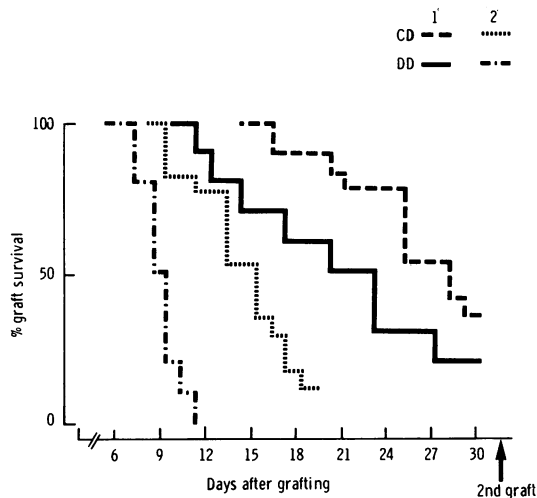 1' 2'
CD
DD
100
50
0
% graft survival
6 9 12 15 18 21 24 27 30
Days after grafting
2nd graft